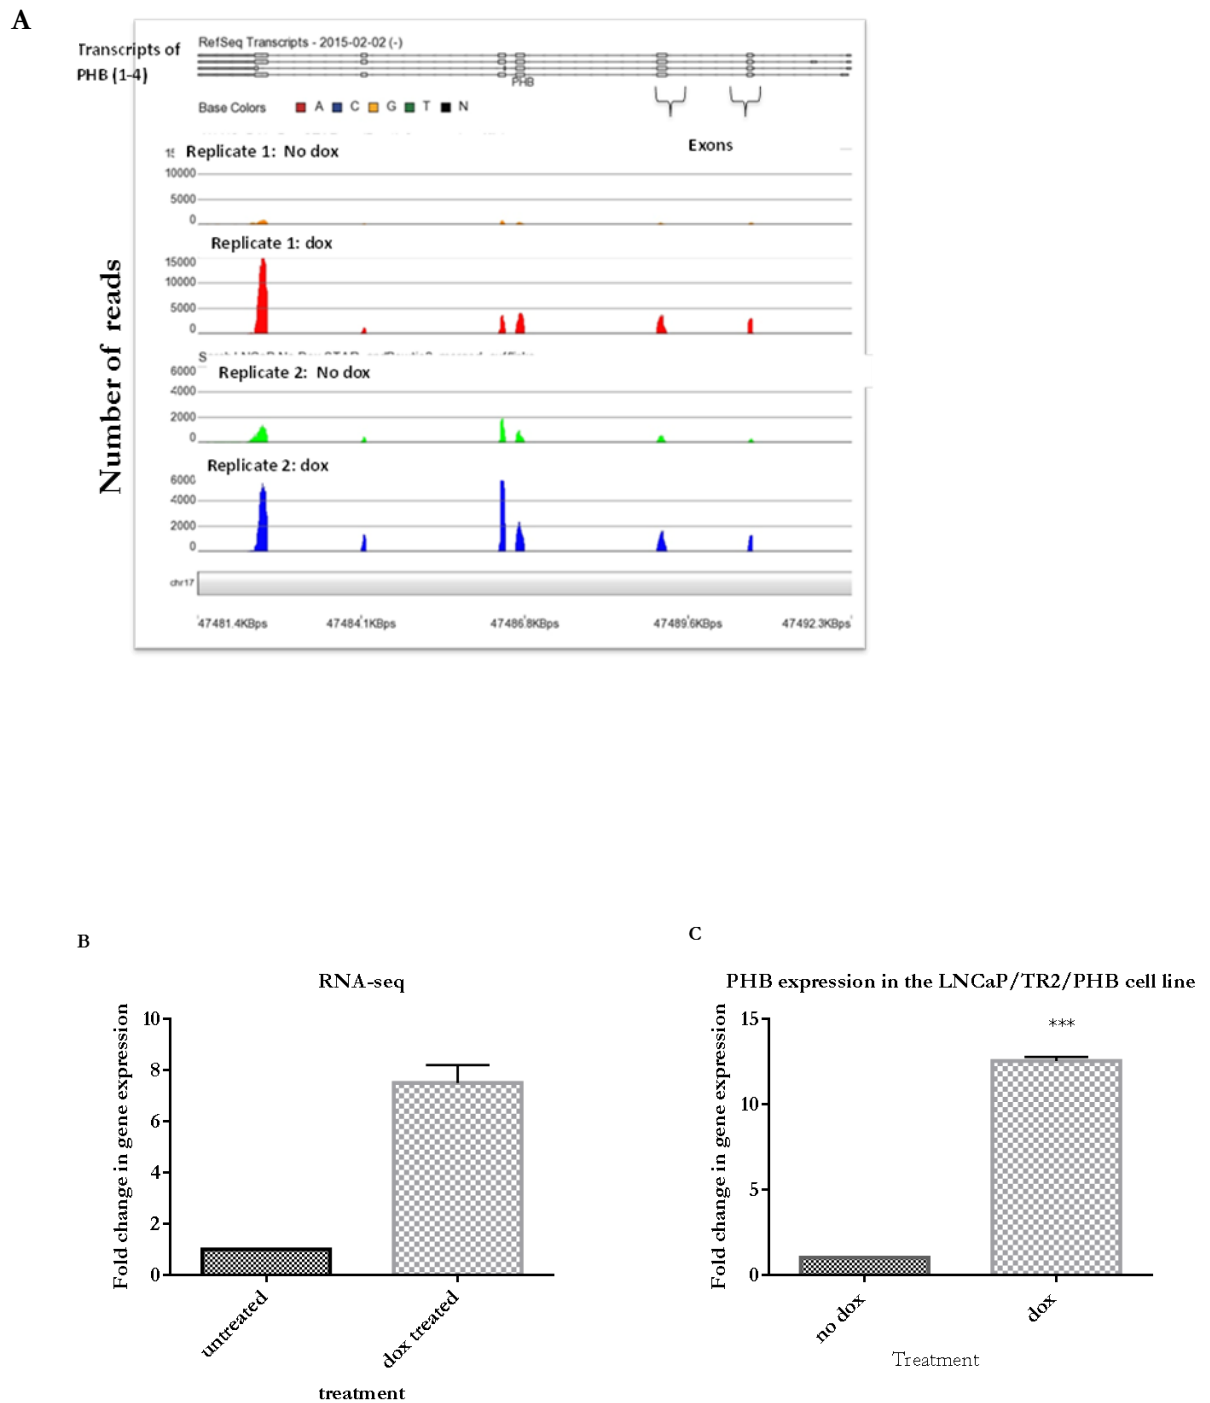 A
Transcripts of
PHB (1-4)
RefSeq Transcripts - 2015-02-02 (-)
PHB
Base Colors A C G T N
Exons
Number of reads
Replicate 1: No dox
10000
5000
0
Replicate 1: dox
15000
10000
5000
0
Replicate 2: No dox
6000
4000
2000
0
Replicate 2: dox
6000
4000
2000
0
chr17
47481.4KBps 47484.1KBps 47486.8KBps 47489.6KBps 47492.3KBps
B
RNA-seq
Fold change in gene expression
10
8
6
4
2
0
untreated
dox treated
treatment
C
PHB expression in the LNCaP/TR2/PHB cell line
Fold change in gene expression
15
10
5
0
***
no dox
dox
Treatment